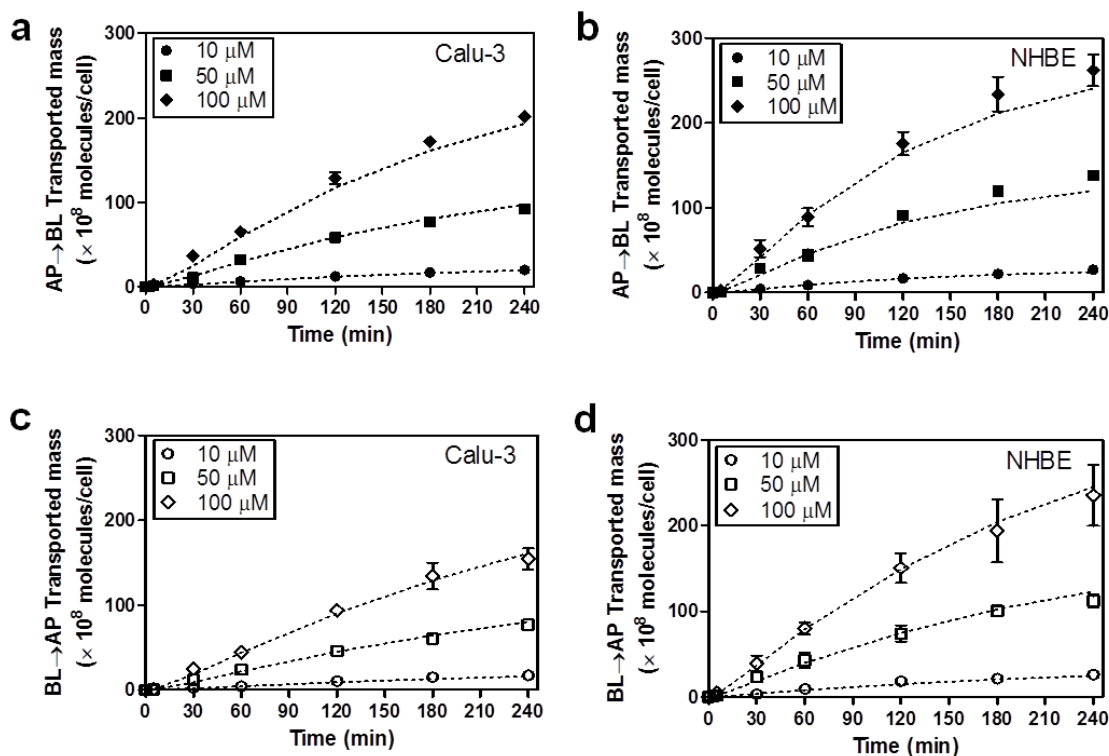 a
AP→BL Transported mass
(× 10⁸ molecules/cell)
300
200
100
0
10 μM
50 μM
100 μM
Calu-3
0 30 60 90 120 150 180 210 240
Time (min)
b
AP→BL Transported mass
(× 10⁸ molecules/cell)
300
200
100
0
10 μM
50 μM
100 μM
NHBE
0 30 60 90 120 150 180 210 240
Time (min)
c
BL→AP Transported mass
(× 10⁸ molecules/cell)
300
200
100
0
10 μM
50 μM
100 μM
Calu-3
0 30 60 90 120 150 180 210 240
Time (min)
d
BL→AP Transported mass
(× 10⁸ molecules/cell)
300
200
100
0
10 μM
50 μM
100 μM
NHBE
0 30 60 90 120 150 180 210 240
Time (min)